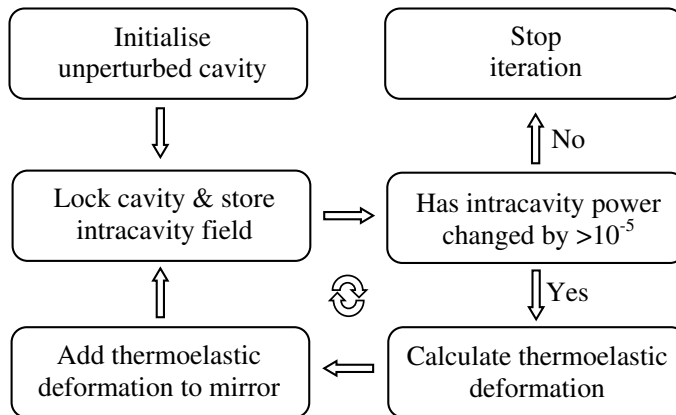 Initialise
unperturbed cavity
Stop
iteration
No
Lock cavity & store
intracavity field
Has intracavity power
changed by >10⁻⁵
Yes
Add thermoelastic
deformation to mirror
Calculate thermoelastic
deformation